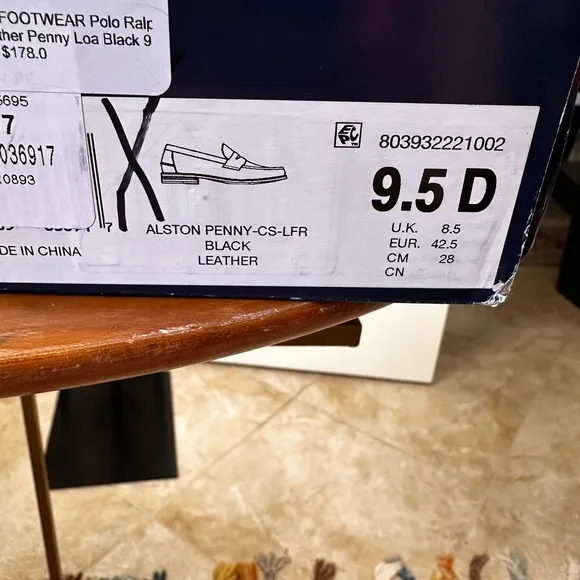 FOOTWEAR Polo Ralp
ther Penny Loa Black 9
$178.0
5695
7
036917
0893
DE IN CHINA
X
ALSTON PENNY-CS-LFR
BLACK
LEATHER
803932221002
9.5 D
U.K. 8.5
EUR. 42.5
CM 28
CN